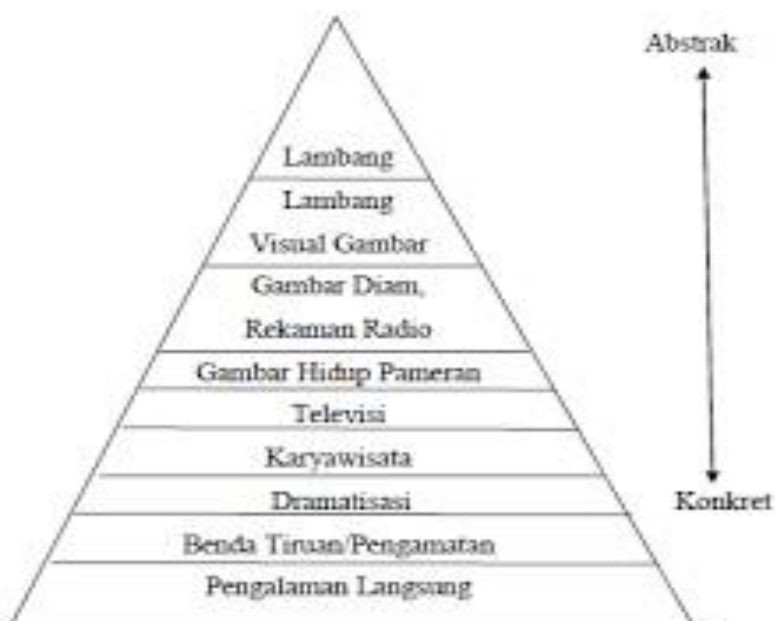 Abstrak
Lambang
Lambang
Visual Gambar
Gambar Diam,
Rekaman Radio
Gambar Hidup Pameran
Televisi
Karyawisata
Dramatisasi
Konkret
Benda Tiruan/Pengamatan
Pengalaman Langsung